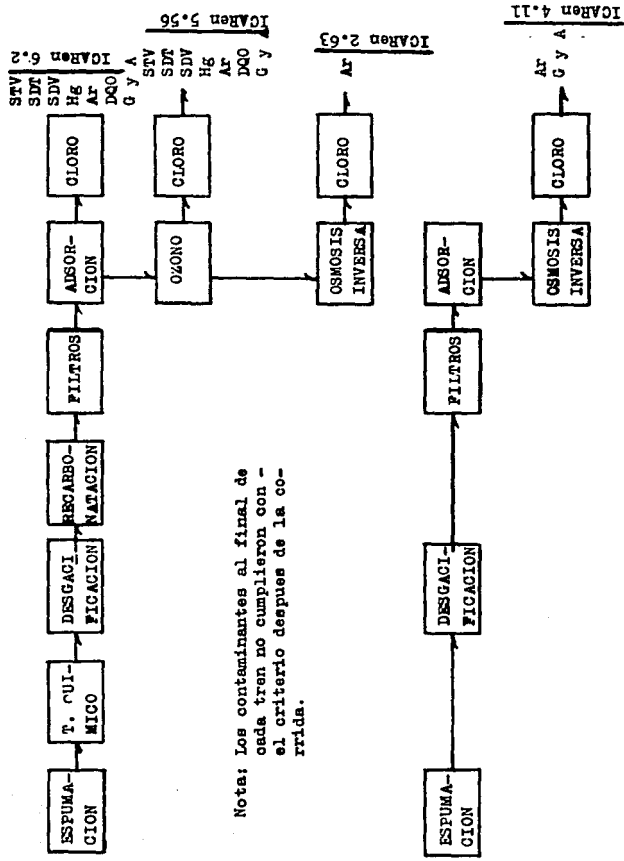 ESPUMA-
CION
T. QUI-
MICO
DESGACI-
FICACION
RECARBO-
NATACION
FILTROS
ADSOR-
CION
CLORO
STV
SDT
SDV
Hg
Ar
DQO
G y A
ICARen 6.2
OZONO
CLORO
STV
SDT
SDV
Hg
Ar
DQO
G y
ICARen 5.56
OSMOSIS
INVERSA
CLORO
Ar
ICARen 2.63
Nota: Los contaminantes al final de
cada tren no cumplieron con -
el criterio despues de la co-
rrida.
ESPUMA-
CION
DESGACI-
FICACION
FILTROS
ADSOR-
CION
OSMOSIS
INVERSA
CLORO
Ar
G y A
ICARen 4.11